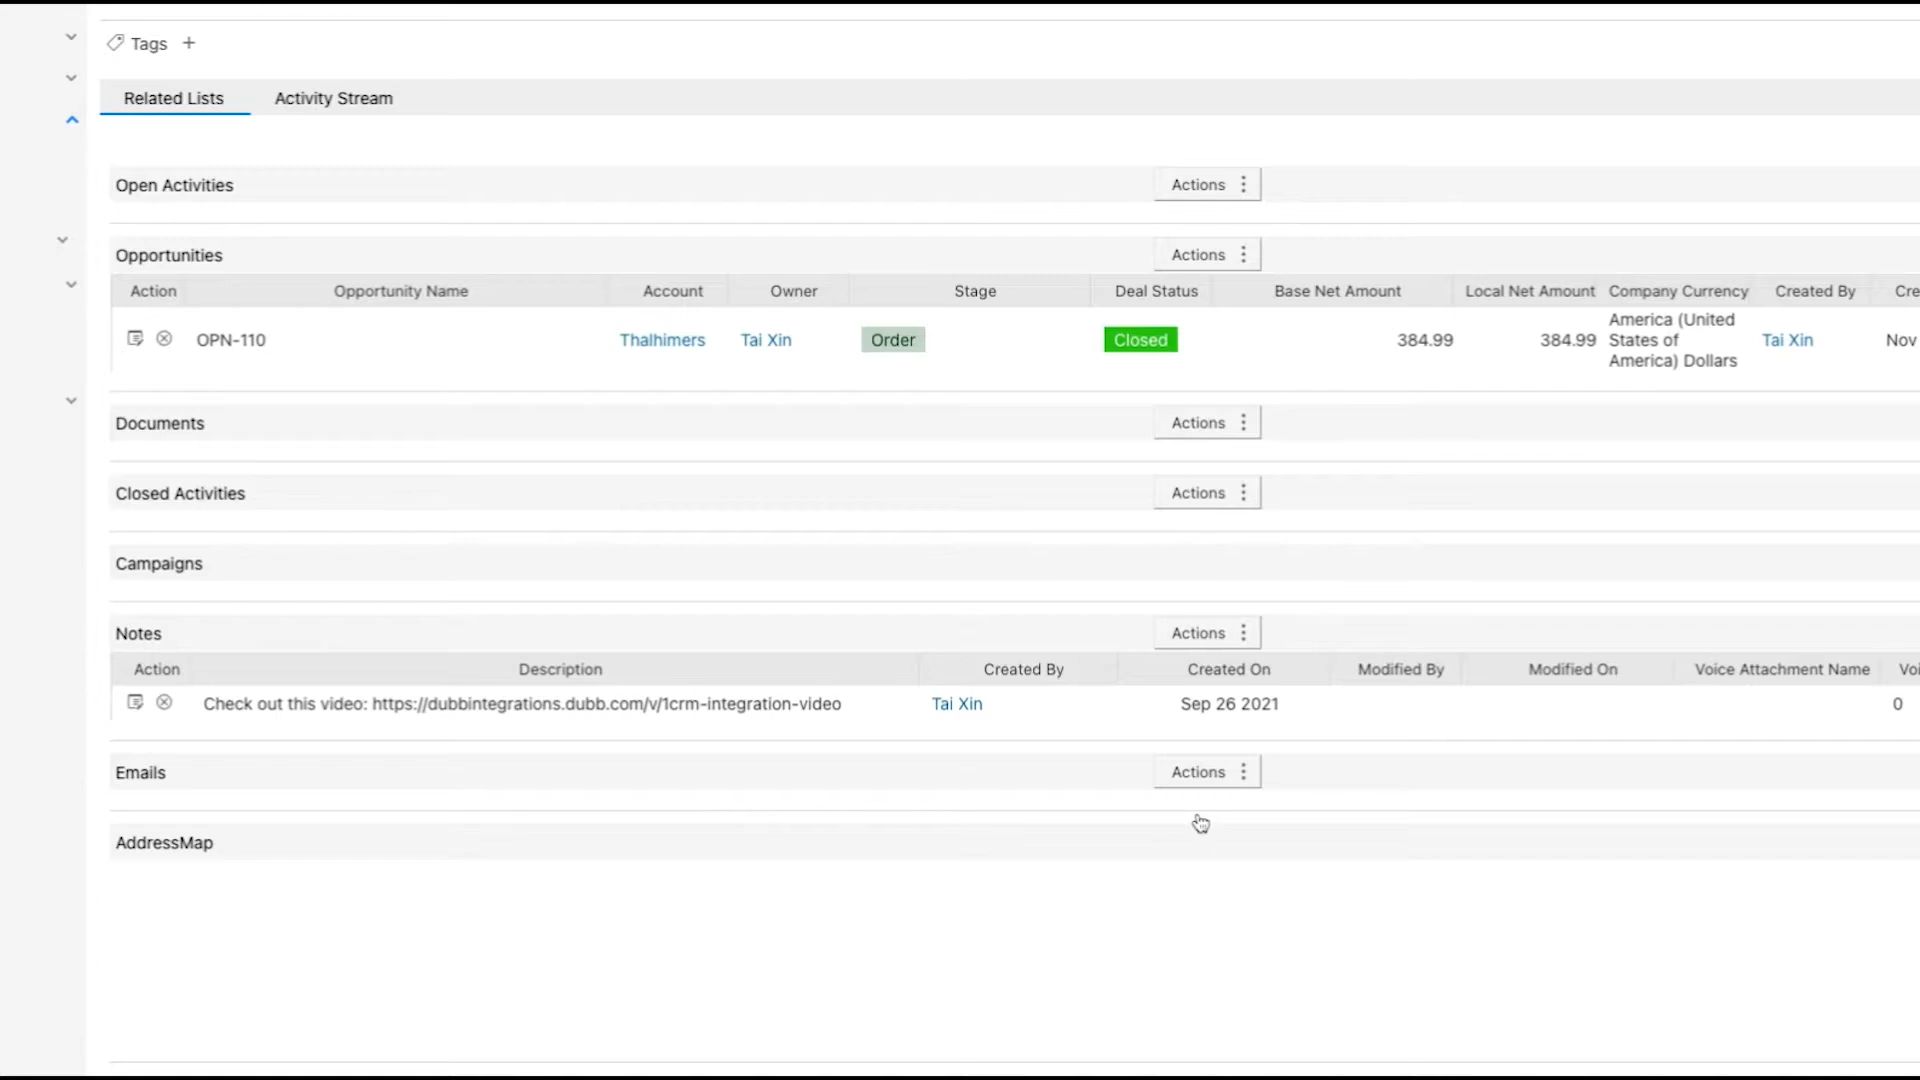 Tags +
Related Lists Activity Stream
Open Activities Actions
Opportunities Actions
Action Opportunity Name Account Owner Stage Deal Status Base Net Amount Local Net Amount Company Currency Created By Cre
OPN-110 Thalhimers Tai Xin Order Closed 384.99 384.99 America (United States of America) Dollars Tai Xin Nov
Documents Actions
Closed Activities Actions
Campaigns
Notes Actions
Action Description Created By Created On Modified By Modified On Voice Attachment Name Voi
Check out this video: https://dubbintegrations.dubb.com/v/1crm-integration-video Tai Xin Sep 26 2021 0
Emails Actions
AddressMap